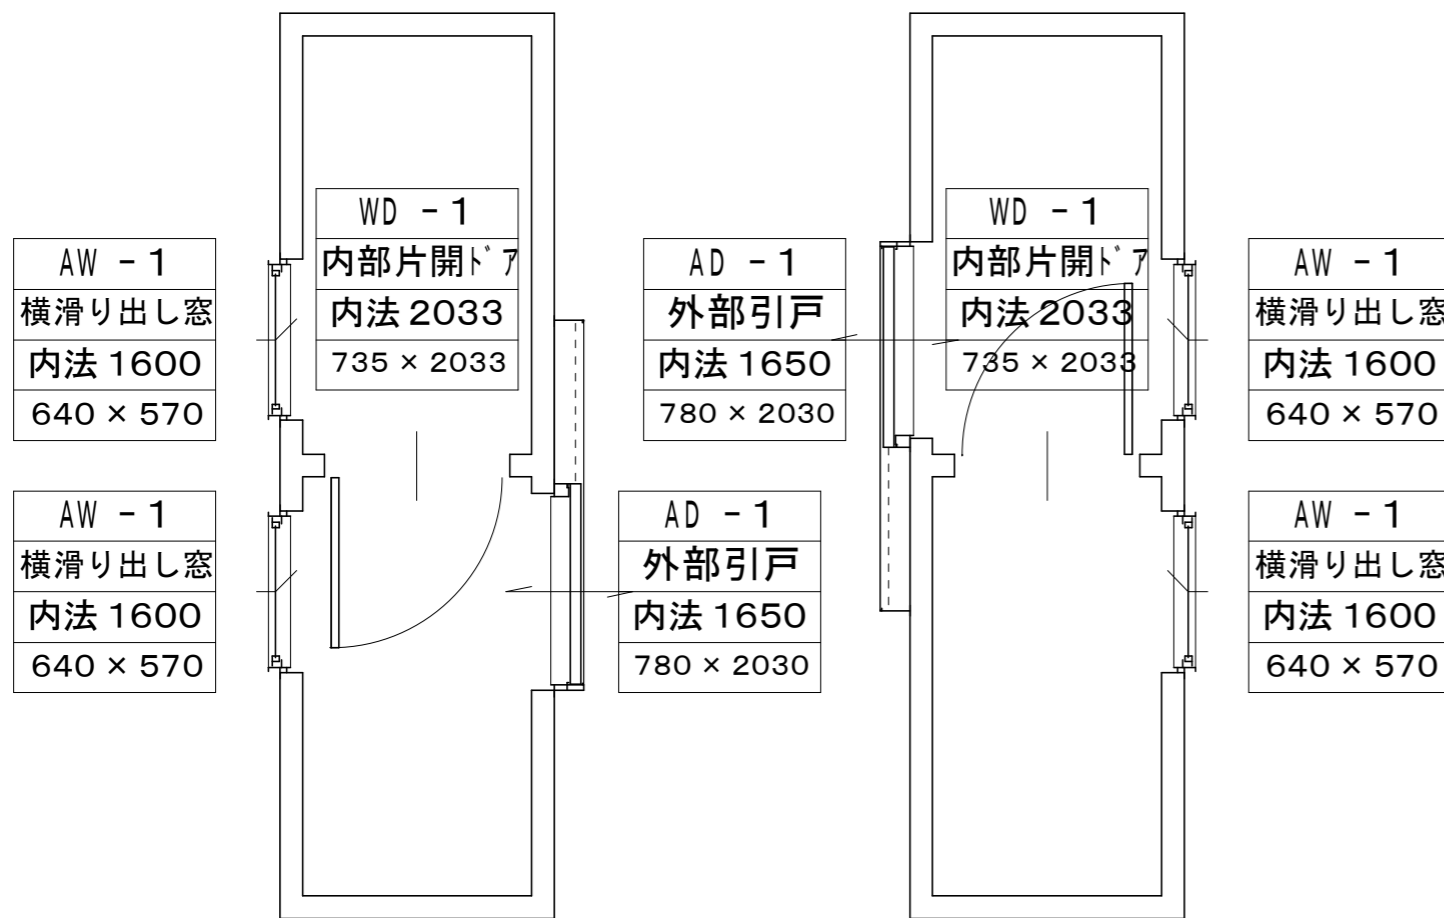 WD - 1
内部片開ﾄﾞｱ
内法 2033
735 × 2033
AW - 1
横滑り出し窓
内法 1600
640 × 570
AW - 1
横滑り出し窓
内法 1600
640 × 570
AD - 1
外部引戸
内法 1650
780 × 2030
AD - 1
外部引戸
内法 1650
780 × 2030
WD - 1
内部片開ﾄﾞｱ
内法 2033
735 × 2033
AW - 1
横滑り出し窓
内法 1600
640 × 570
AW - 1
横滑り出し窓
内法 1600
640 × 570